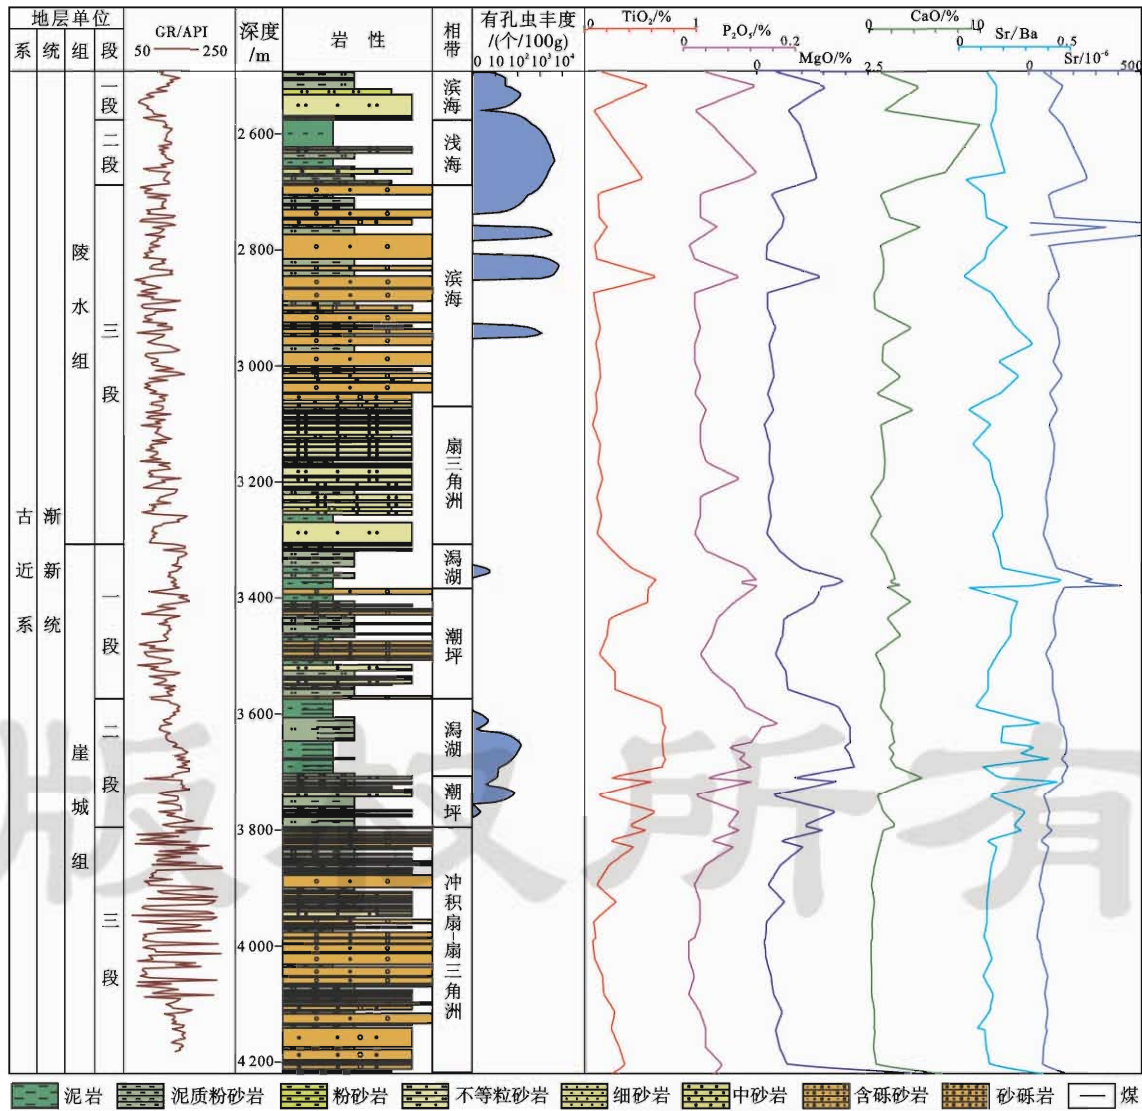 地层单位
系 统 组 段
GR/API
50 250
深度
/m
岩 性
相带
有孔虫丰度
/(个/100g)
0 10 10² 10³ 10⁴
0 TiO₂/% 1
0 P₂O₅/% 0.2
0 MgO/% 2.5
0 CaO/% 10
0 Sr/Ba 0.5
0 Sr/10⁻⁶ 500
古近系
渐新统
陵水组
一段
二段
三段
崖城组
一段
二段
三段
2 600
2 800
3 000
3 200
3 400
3 600
3 800
4 000
4 200
滨海
浅海
滨海
扇三角洲
潟湖
潮坪
潟湖
潮坪
冲积扇-扇三角洲
版权所有
泥岩 泥质粉砂岩 粉砂岩 不等粒砂岩 细砂岩 中砂岩 含砾砂岩 砂砾岩 煤